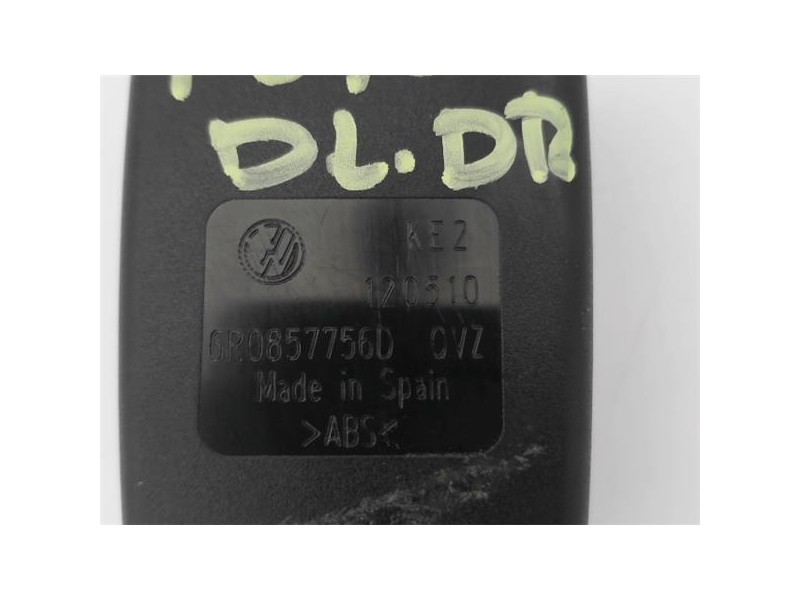 DL.DR
KE2
120510
6R0857756D QVZ
Made in Spain
>ABS<